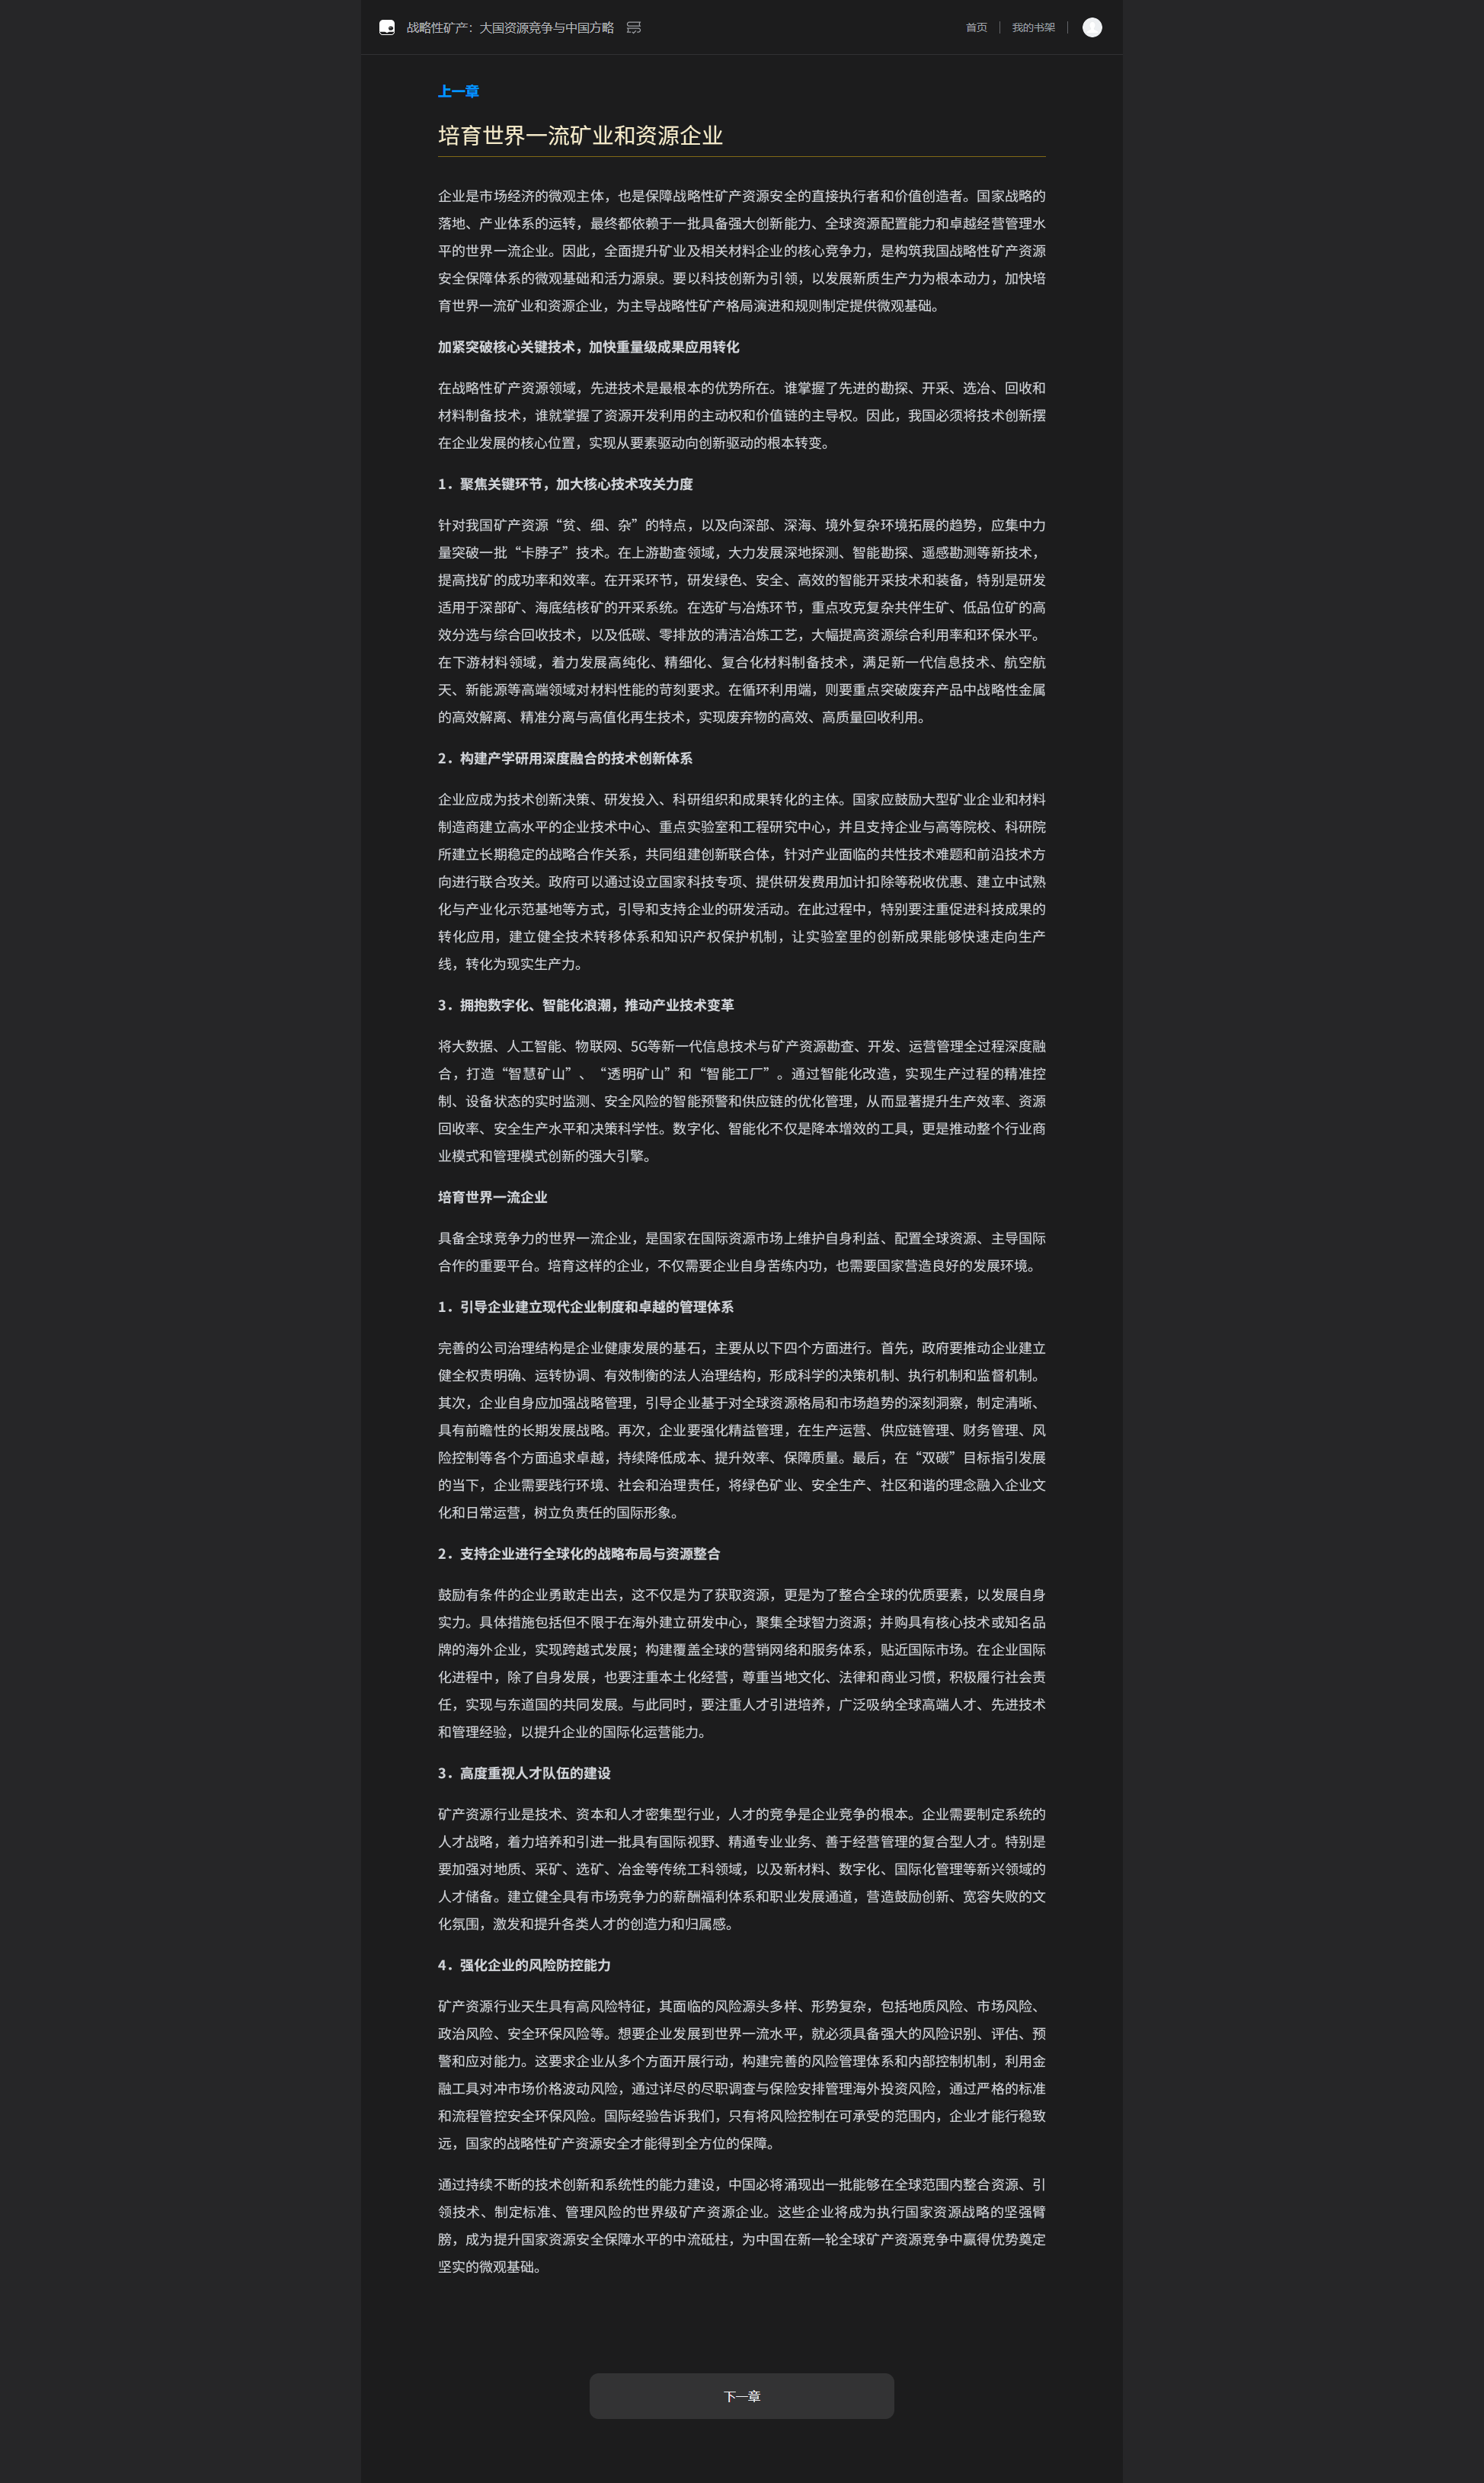 战略性矿产：大国资源竞争与中国方略
首页
我的书架
上一章
培育世界一流矿业和资源企业
企业是市场经济的微观主体，也是保障战略性矿产资源安全的直接执行者和价值创造者。国家战略的
落地、产业体系的运转，最终都依赖于一批具备强大创新能力、全球资源配置能力和卓越经营管理水
平的世界一流企业。因此，全面提升矿业及相关材料企业的核心竞争力，是构筑我国战略性矿产资源
安全保障体系的微观基础和活力源泉。要以科技创新为引领，以发展新质生产力为根本动力，加快培
育世界一流矿业和资源企业，为主导战略性矿产格局演进和规则制定提供微观基础。
加紧突破核心关键技术，加快重量级成果应用转化
在战略性矿产资源领域，先进技术是最根本的优势所在。谁掌握了先进的勘探、开采、选冶、回收和
材料制备技术，谁就掌握了资源开发利用的主动权和价值链的主导权。因此，我国必须将技术创新摆
在企业发展的核心位置，实现从要素驱动向创新驱动的根本转变。
1．聚焦关键环节，加大核心技术攻关力度
针对我国矿产资源“贫、细、杂”的特点，以及向深部、深海、境外复杂环境拓展的趋势，应集中力
量突破一批“卡脖子”技术。在上游勘查领域，大力发展深地探测、智能勘探、遥感勘测等新技术，
提高找矿的成功率和效率。在开采环节，研发绿色、安全、高效的智能开采技术和装备，特别是研发
适用于深部矿、海底结核矿的开采系统。在选矿与冶炼环节，重点攻克复杂共伴生矿、低品位矿的高
效分选与综合回收技术，以及低碳、零排放的清洁冶炼工艺，大幅提高资源综合利用率和环保水平。
在下游材料领域，着力发展高纯化、精细化、复合化材料制备技术，满足新一代信息技术、航空航
天、新能源等高端领域对材料性能的苛刻要求。在循环利用端，则要重点突破废弃产品中战略性金属
的高效解离、精准分离与高值化再生技术，实现废弃物的高效、高质量回收利用。
2．构建产学研用深度融合的技术创新体系
企业应成为技术创新决策、研发投入、科研组织和成果转化的主体。国家应鼓励大型矿业企业和材料
制造商建立高水平的企业技术中心、重点实验室和工程研究中心，并且支持企业与高等院校、科研院
所建立长期稳定的战略合作关系，共同组建创新联合体，针对产业面临的共性技术难题和前沿技术方
向进行联合攻关。政府可以通过设立国家科技专项、提供研发费用加计扣除等税收优惠、建立中试熟
化与产业化示范基地等方式，引导和支持企业的研发活动。在此过程中，特别要注重促进科技成果的
转化应用，建立健全技术转移体系和知识产权保护机制，让实验室里的创新成果能够快速走向生产
线，转化为现实生产力。
3．拥抱数字化、智能化浪潮，推动产业技术变革
将大数据、人工智能、物联网、5G等新一代信息技术与矿产资源勘查、开发、运营管理全过程深度融
合，打造“智慧矿山”、“透明矿山”和“智能工厂”。通过智能化改造，实现生产过程的精准控
制、设备状态的实时监测、安全风险的智能预警和供应链的优化管理，从而显著提升生产效率、资源
回收率、安全生产水平和决策科学性。数字化、智能化不仅是降本增效的工具，更是推动整个行业商
业模式和管理模式创新的强大引擎。
培育世界一流企业
具备全球竞争力的世界一流企业，是国家在国际资源市场上维护自身利益、配置全球资源、主导国际
合作的重要平台。培育这样的企业，不仅需要企业自身苦练内功，也需要国家营造良好的发展环境。
1．引导企业建立现代企业制度和卓越的管理体系
完善的公司治理结构是企业健康发展的基石，主要从以下四个方面进行。首先，政府要推动企业建立
健全权责明确、运转协调、有效制衡的法人治理结构，形成科学的决策机制、执行机制和监督机制。
其次，企业自身应加强战略管理，引导企业基于对全球资源格局和市场趋势的深刻洞察，制定清晰、
具有前瞻性的长期发展战略。再次，企业要强化精益管理，在生产运营、供应链管理、财务管理、风
险控制等各个方面追求卓越，持续降低成本、提升效率、保障质量。最后，在“双碳”目标指引发展
的当下，企业需要践行环境、社会和治理责任，将绿色矿业、安全生产、社区和谐的理念融入企业文
化和日常运营，树立负责任的国际形象。
2．支持企业进行全球化的战略布局与资源整合
鼓励有条件的企业勇敢走出去，这不仅是为了获取资源，更是为了整合全球的优质要素，以发展自身
实力。具体措施包括但不限于在海外建立研发中心，聚集全球智力资源；并购具有核心技术或知名品
牌的海外企业，实现跨越式发展；构建覆盖全球的营销网络和服务体系，贴近国际市场。在企业国际
化进程中，除了自身发展，也要注重本土化经营，尊重当地文化、法律和商业习惯，积极履行社会责
任，实现与东道国的共同发展。与此同时，要注重人才引进培养，广泛吸纳全球高端人才、先进技术
和管理经验，以提升企业的国际化运营能力。
3．高度重视人才队伍的建设
矿产资源行业是技术、资本和人才密集型行业，人才的竞争是企业竞争的根本。企业需要制定系统的
人才战略，着力培养和引进一批具有国际视野、精通专业业务、善于经营管理的复合型人才。特别是
要加强对地质、采矿、选矿、冶金等传统工科领域，以及新材料、数字化、国际化管理等新兴领域的
人才储备。建立健全具有市场竞争力的薪酬福利体系和职业发展通道，营造鼓励创新、宽容失败的文
化氛围，激发和提升各类人才的创造力和归属感。
4．强化企业的风险防控能力
矿产资源行业天生具有高风险特征，其面临的风险源头多样、形势复杂，包括地质风险、市场风险、
政治风险、安全环保风险等。想要企业发展到世界一流水平，就必须具备强大的风险识别、评估、预
警和应对能力。这要求企业从多个方面开展行动，构建完善的风险管理体系和内部控制机制，利用金
融工具对冲市场价格波动风险，通过详尽的尽职调查与保险安排管理海外投资风险，通过严格的标准
和流程管控安全环保风险。国际经验告诉我们，只有将风险控制在可承受的范围内，企业才能行稳致
远，国家的战略性矿产资源安全才能得到全方位的保障。
通过持续不断的技术创新和系统性的能力建设，中国必将涌现出一批能够在全球范围内整合资源、引
领技术、制定标准、管理风险的世界级矿产资源企业。这些企业将成为执行国家资源战略的坚强臂
膀，成为提升国家资源安全保障水平的中流砥柱，为中国在新一轮全球矿产资源竞争中赢得优势奠定
坚实的微观基础。
下一章